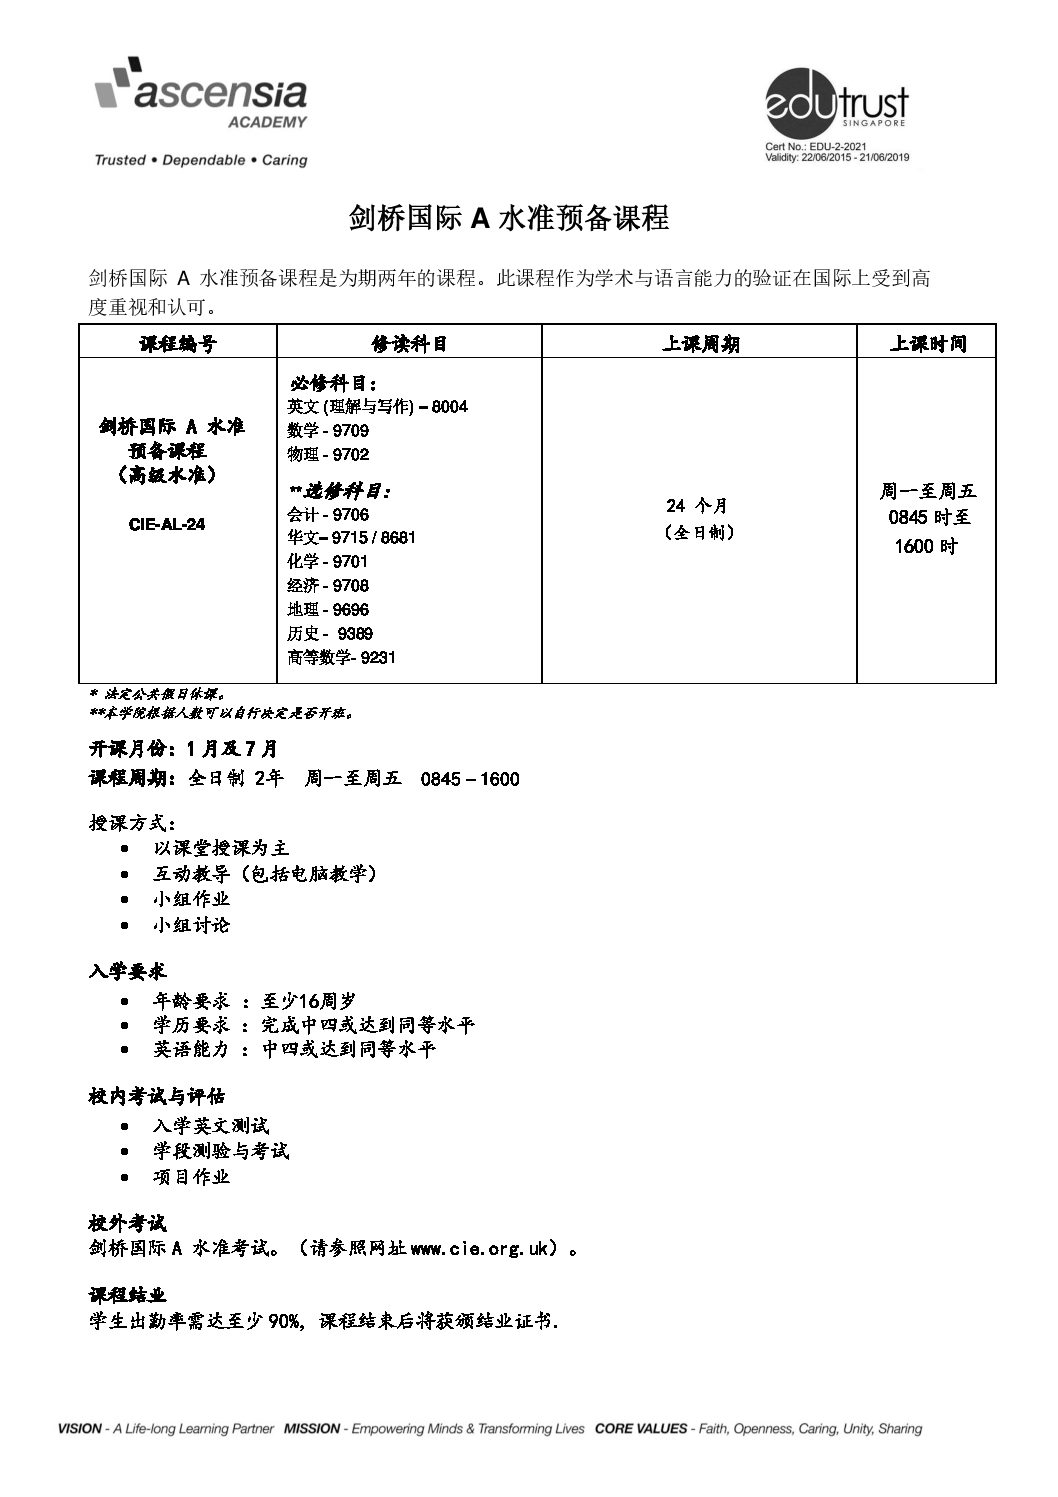 ascensia
ACADEMY
Trusted • Dependable • Caring
edutrust
SINGAPORE
Cert No.: EDU-2-2021
Validity: 22/06/2015 - 21/06/2019
剑桥国际 A 水准预备课程
剑桥国际 A 水准预备课程是为期两年的课程。此课程作为学术与语言能力的验证在国际上受到高
度重视和认可。
课程编号 修读科目 上课周期 上课时间
剑桥国际 A 水准
预备课程
（高级水准）
CIE-AL-24
必修科目：
英文 (理解与写作) – 8004
数学 - 9709
物理 - 9702
**选修科目：
会计 - 9706
华文– 9715 / 8681
化学 - 9701
经济 - 9708
地理 - 9696
历史 - 9389
高等数学- 9231
24 个月
（全日制）
周一至周五
0845 时至
1600 时
* 法定公共假日休课。
**本学院根据人数可以自行决定是否开班。
开课月份：1 月及 7 月
课程周期：全日制 2年 周一至周五 0845 – 1600
授课方式：
• 以课堂授课为主
• 互动教导（包括电脑教学）
• 小组作业
• 小组讨论
入学要求
• 年龄要求 ：至少16周岁
• 学历要求 ：完成中四或达到同等水平
• 英语能力 ：中四或达到同等水平
校内考试与评估
• 入学英文测试
• 学段测验与考试
• 项目作业
校外考试
剑桥国际 A 水准考试。（请参照网址 www.cie.org.uk）。
课程结业
学生出勤率需达至少 90%，课程结束后将获颁结业证书.
VISION - A Life-long Learning Partner MISSION - Empowering Minds & Transforming Lives CORE VALUES - Faith, Openness, Caring, Unity, Sharing